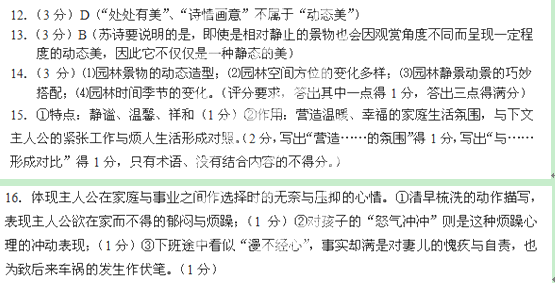 12.（3 分）D（“处处有美”、“诗情画意”不属于“动态美”）
13.（3 分）B（苏诗要说明的是，即使是相对静止的景物也会因观赏角度不同而呈现一定程
度的动态美，因此它不仅仅是一种静态的美）
14.（3 分）⑴园林景物的动态造型；⑵园林空间方位的变化多样；⑶园林静景动景的巧妙
搭配；⑷园林时间季节的变化。（评分要求，答出其中一点得 1 分，答出三点得满分）
15. ①特点：静谧、温馨、祥和（1 分）②作用：营造温暖、幸福的家庭生活氛围，与下文
主人公的紧张工作与烦人生活形成对照。（2 分，写出“营造……的氛围”得 1 分，写出“与……
形成对比”得 1 分，只有术语、没有结合内容的不得分。）
16. 体现主人公在家庭与事业之间作选择时的无奈与压抑的心情。①清早梳洗的动作描写，
表现主人公欲在家而不得的郁闷与烦躁；（1 分）②对孩子的“怒气冲冲”则是这种烦躁心
理的冲动表现；（1 分）③下班途中看似“漫不经心”，事实却满是对妻儿的愧疚与自责，也
为致后来车祸的发生作伏笔。（1 分）